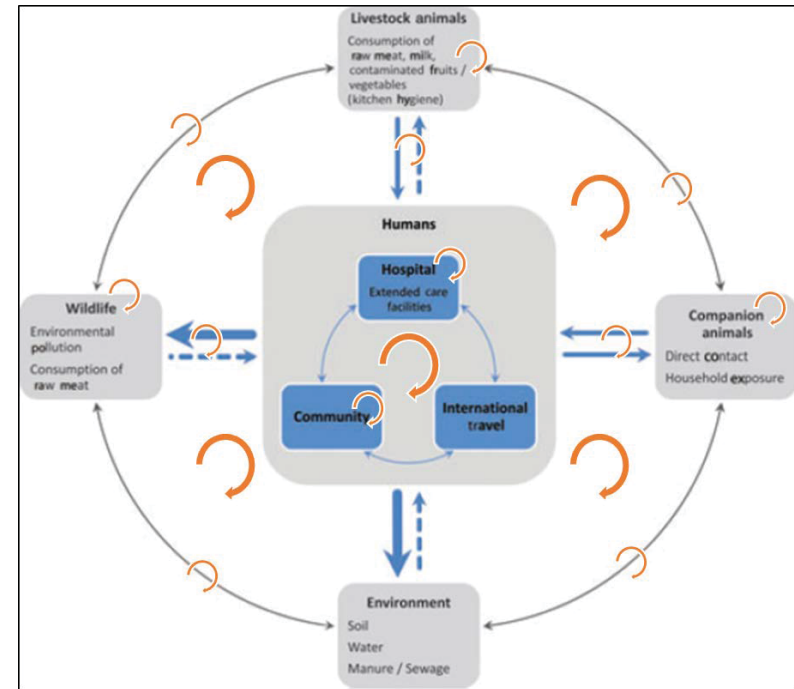 Livestock animals
Consumption of
raw meat, milk,
contaminated fruits /
vegetables
(kitchen hygiene)
Humans
Hospital
Extended care
facilities
Wildlife
Environmental
pollution
Consumption of
raw meat
Companion
animals
Direct contact
Household exposure
Community
International
travel
Environment
Soil
Water
Manure / Sewage